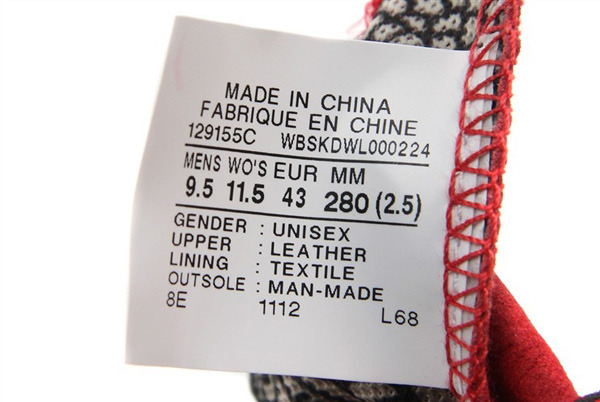 MADE IN CHINA
FABRIQUE EN CHINE
129155C WBSKDWL000224
MENS WO'S EUR MM
9.5 11.5 43 280 (2.5)
GENDER : UNISEX
UPPER : LEATHER
LINING : TEXTILE
OUTSOLE : MAN-MADE
8E 1112 L68